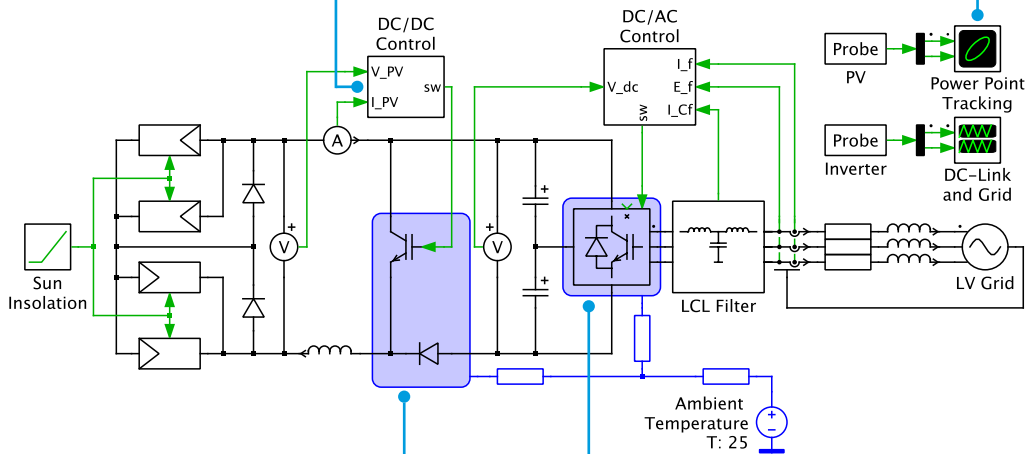 DC/DC
Control
V_PV
sw
I_PV
DC/AC
Control
I_f
V_dc
E_f
I_Cf
sw
Probe
PV
Power Point
Tracking
Probe
Inverter
DC-Link
and Grid
A
V
+
V
+
+
+
Sun
Insolation
LCL Filter
LV Grid
Ambient
Temperature
T: 25
+
−